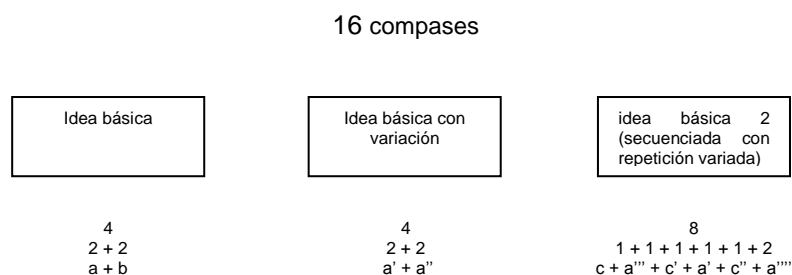 16 compases
Idea básica
Idea básica con
variación
idea básica 2
(secuenciada con
repetición variada)
4
2 + 2
a + b
4
2 + 2
a' + a''
8
1 + 1 + 1 + 1 + 1 + 2
c + a''' + c' + a' + c'' + a''''